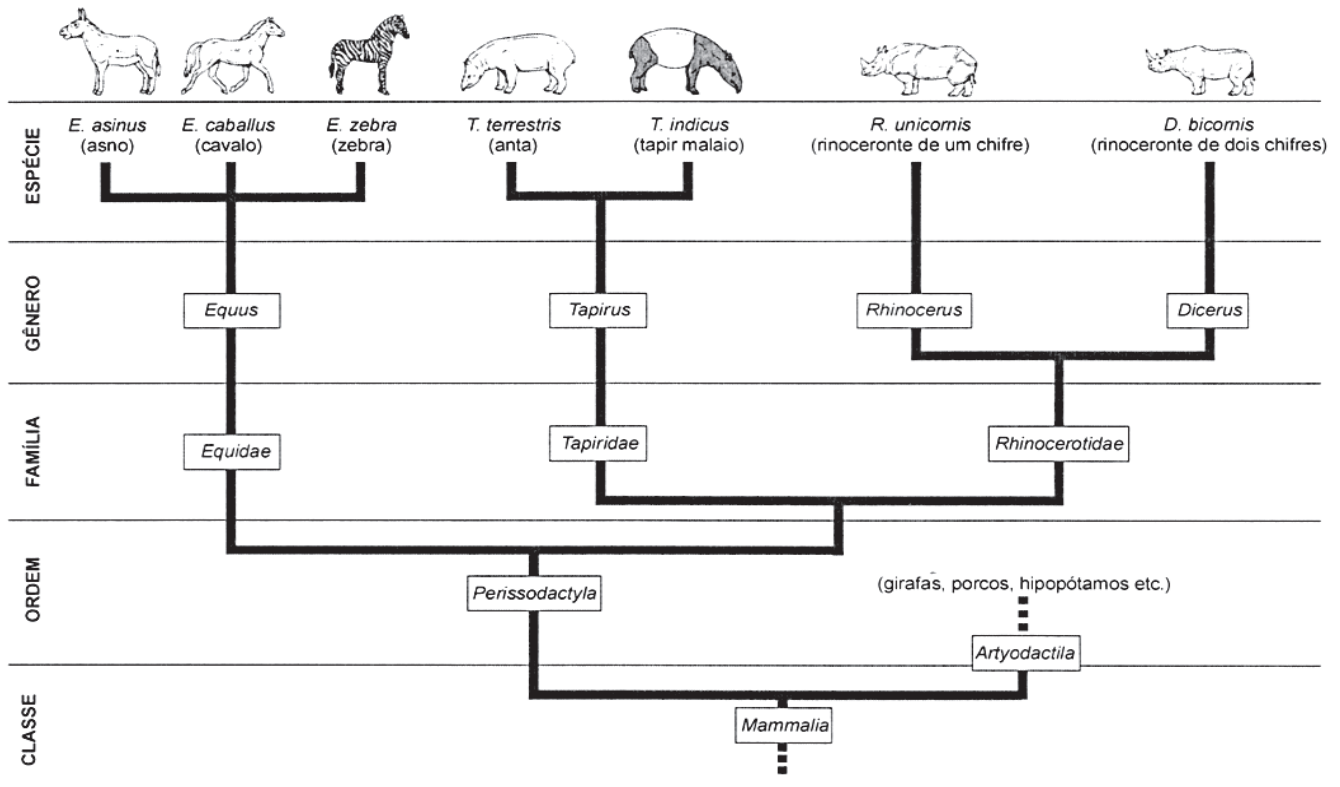 E. asinus
(asno)
E. caballus
(cavalo)
E. zebra
(zebra)
T. terrestris
(anta)
T. indicus
(tapir malaio)
R. unicornis
(rinoceronte de um chifre)
D. bicornis
(rinoceronte de dois chifres)
ESPÉCIE
GÊNERO
Equus
Tapirus
Rhinocerus
Dicerus
FAMÍLIA
Equidae
Tapiridae
Rhinocerotidae
ORDEM
Perissodactyla
(girafas, porcos, hipopótamos etc.)
Artyodactila
CLASSE
Mammalia